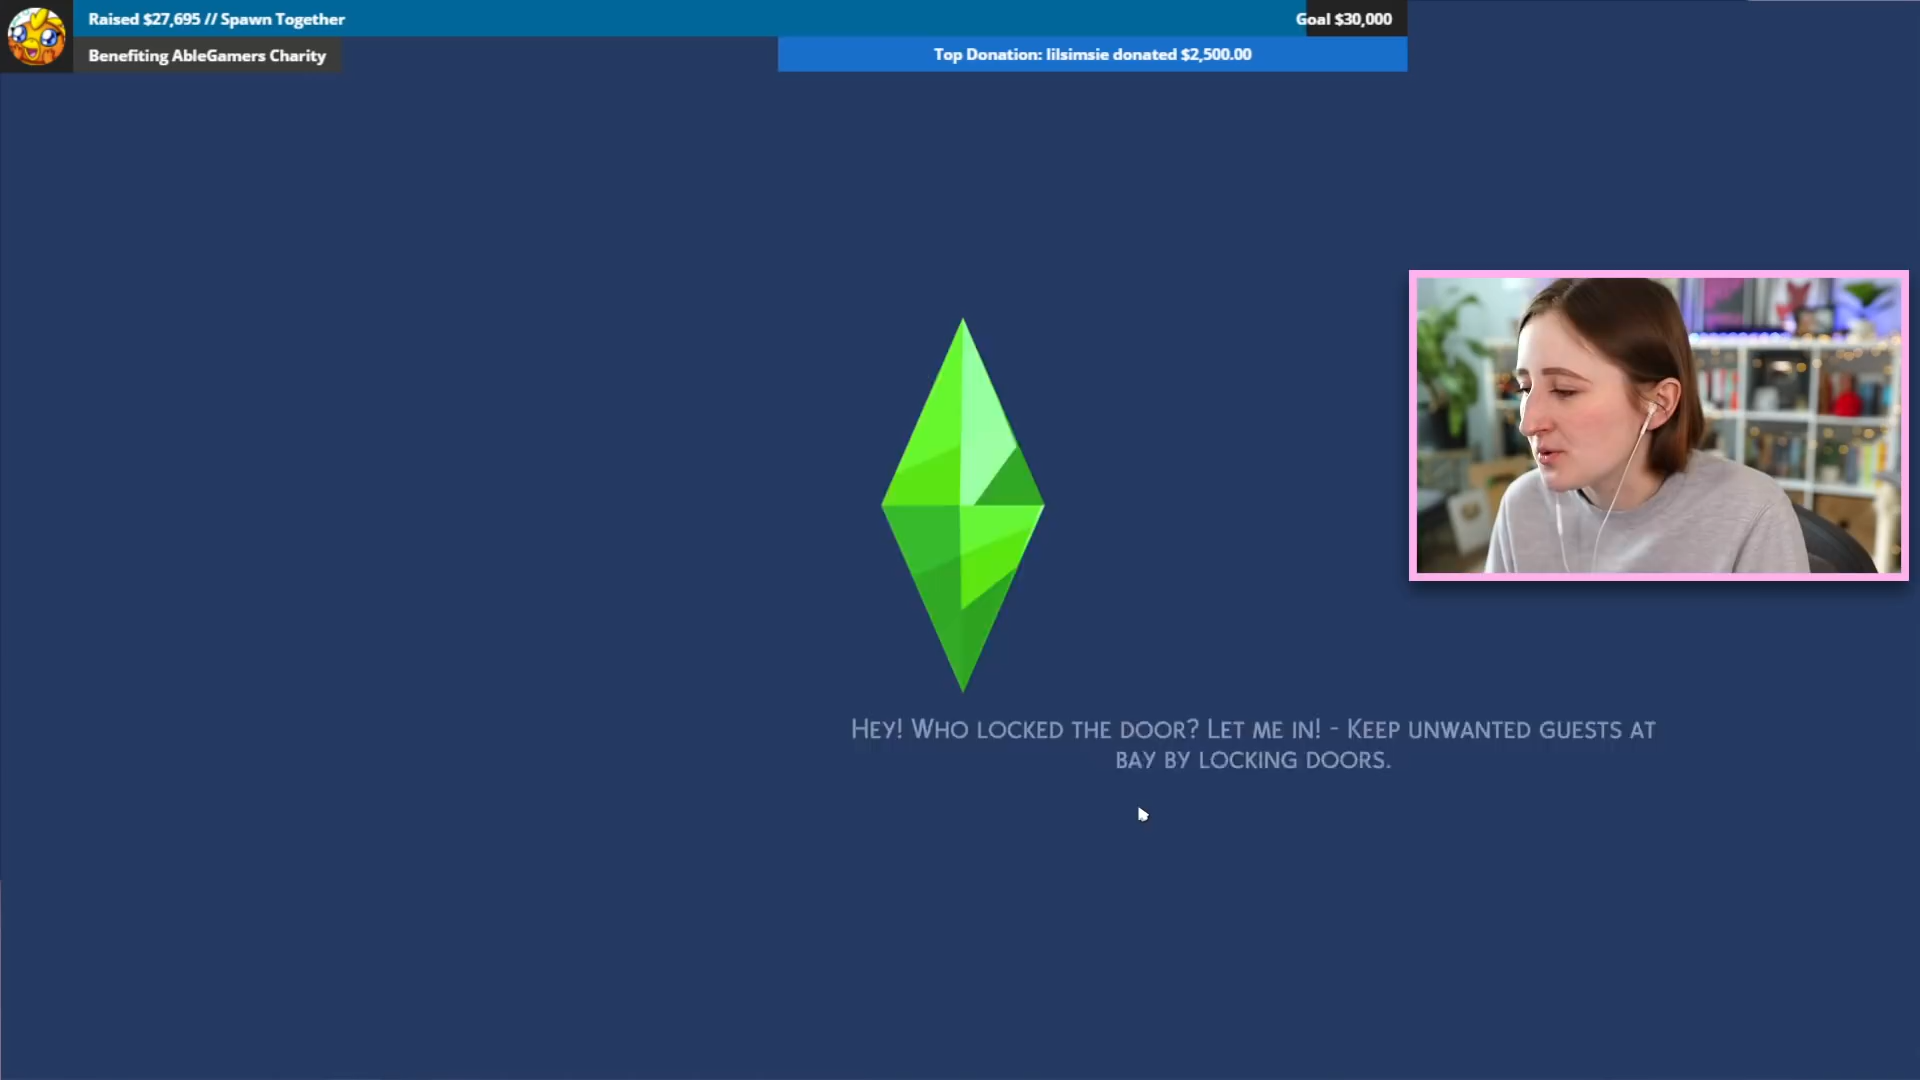 Raised $27,695 // Spawn Together
Goal $30,000
Benefiting AbleGamers Charity
Top Donation: lilsimsie donated $2,500.00
HEY! WHO LOCKED THE DOOR? LET ME IN! - KEEP UNWANTED GUESTS AT
BAY BY LOCKING DOORS.